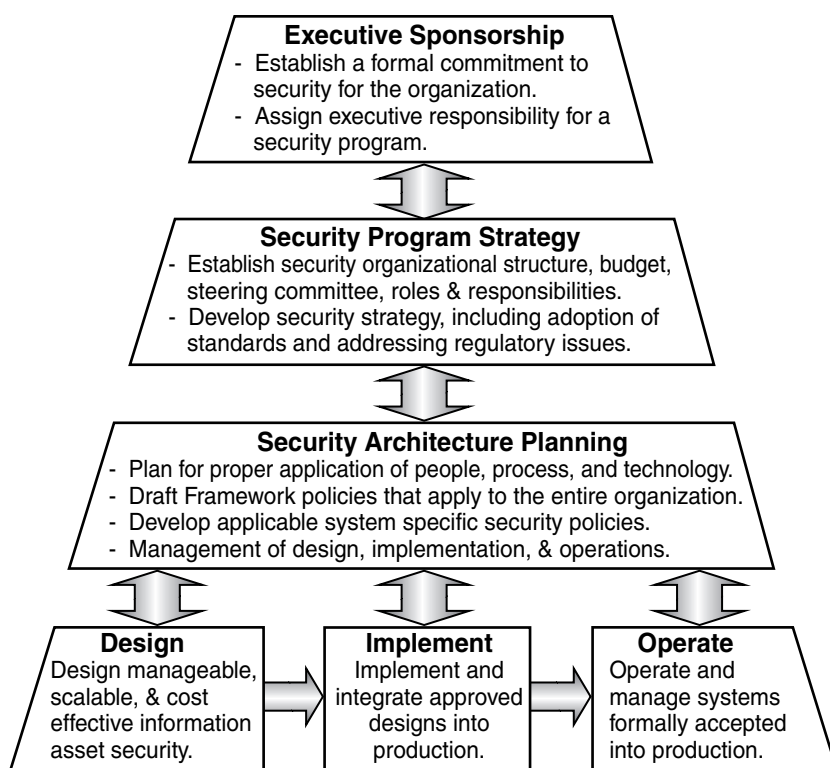 Executive Sponsorship
- Establish a formal commitment to
security for the organization.
- Assign executive responsibility for a
security program.
Security Program Strategy
- Establish security organizational structure, budget,
steering committee, roles & responsibilities.
- Develop security strategy, including adoption of
standards and addressing regulatory issues.
Security Architecture Planning
- Plan for proper application of people, process, and technology.
- Draft Framework policies that apply to the entire organization.
- Develop applicable system specific security policies.
- Management of design, implementation, & operations.
Design
Design manageable,
scalable, & cost
effective information
asset security.
Implement
Implement and
integrate approved
designs into
production.
Operate
Operate and
manage systems
formally accepted
into production.